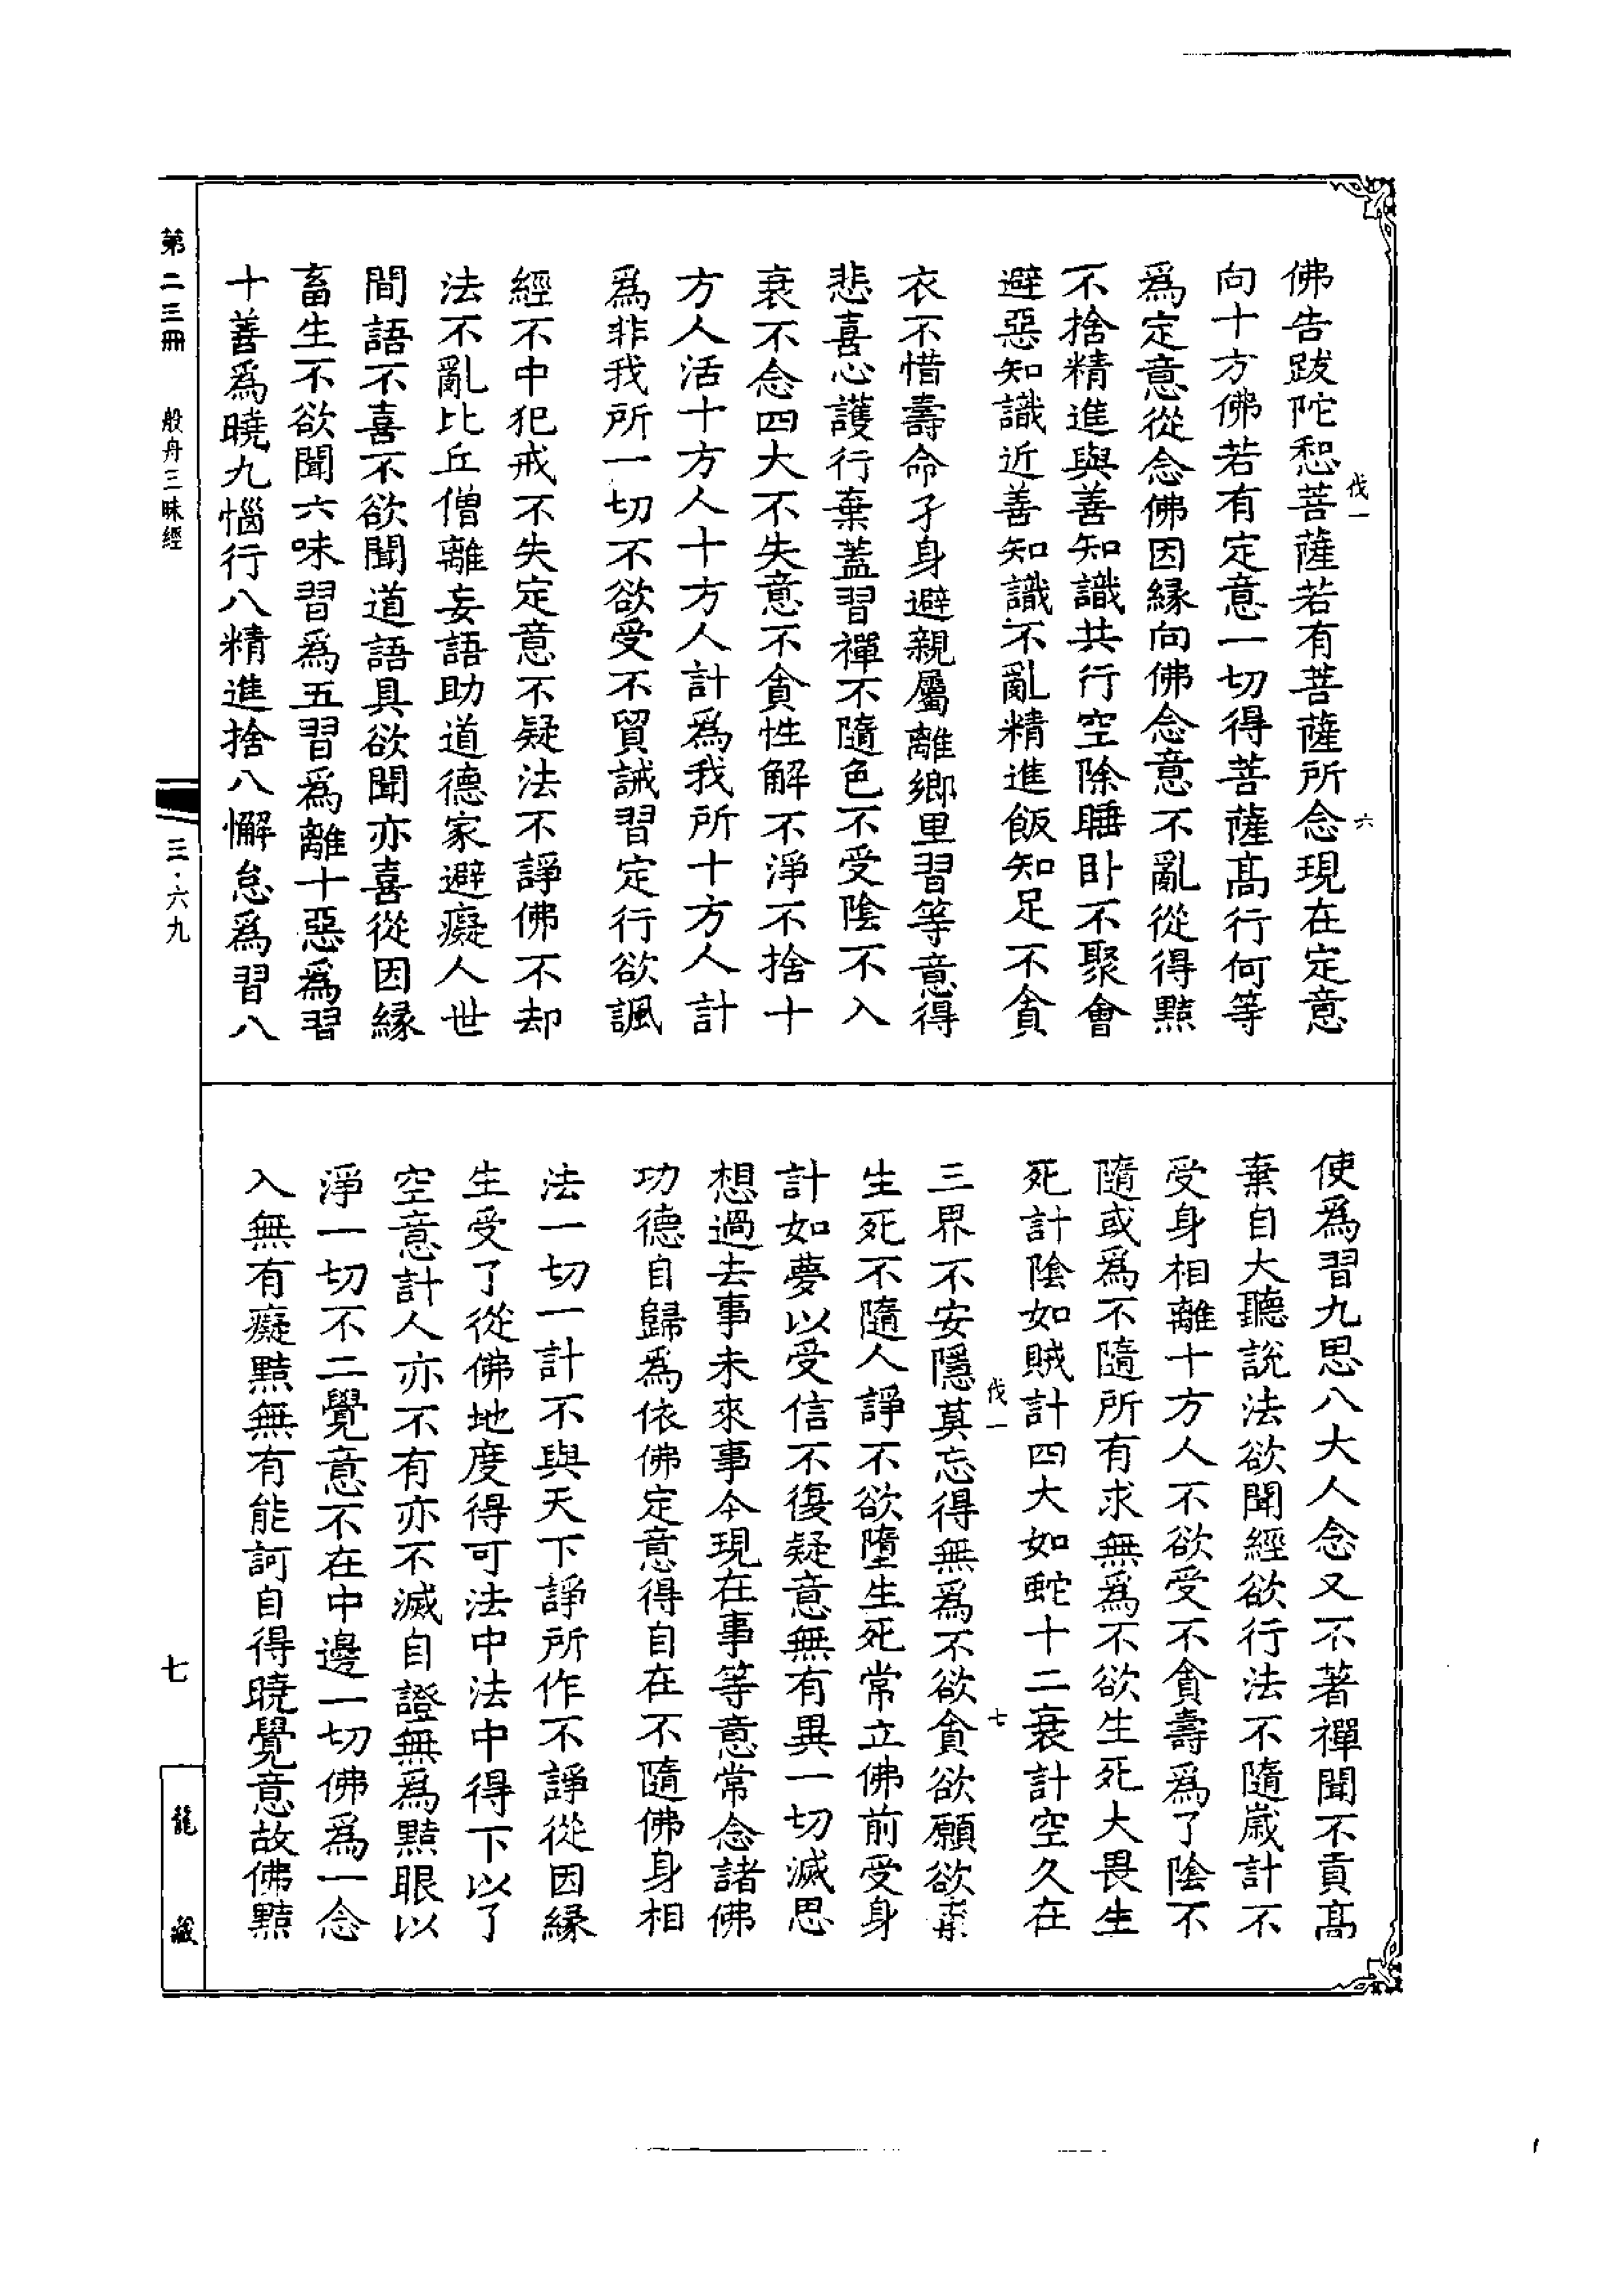 佛告跋陀惒菩薩若有菩薩所念現在定意
向十方佛若有定意一切得菩薩高行何等
爲定意從念佛因緣向佛念意不亂從得黠
不捨精進與善知識共行空除睡卧不聚會
避惡知識近善知識不亂精進飯知足不貪
衣不惜壽命孑身避親屬離鄉里習等意得
悲喜心護行棄蓋習禪不隨色不受陰不入
衰不念四大不失意不貪性解不淨不捨十
方人活十方人十方人計爲我所十方人計
爲非我所一切不欲受不貿誡習定行欲諷
經不中犯戒不失定意不疑法不諍佛不却
法不亂比丘僧離妄語助道德家避癡人世
間語不喜不欲聞道語具欲聞亦喜從因緣
畜生不欲聞六味習爲五習爲離十惡爲習
十善爲曉九惱行八精進捨八懈怠爲習八
伐一
六
使爲習九思八大人念又不著禪聞不貢高
棄自大聽說法欲聞經欲行法不隨歲計不
受身相離十方人不欲受不貪壽爲了陰不
隨或爲不隨所有求無爲不欲生死大畏生
死計陰如賊計四大如蛇十二衰計空久在
伐一
七
三界不安隱莫忘得無爲不欲貪欲願欲棄
生死不隨人諍不欲墮生死常立佛前受身
計如夢以受信不復疑意無有異一切滅思
想過去事未來事今現在事等意常念諸佛
功德自歸爲依佛定意得自在不隨佛身相
法一切一計不與天下諍所作不諍從因緣
生受了從佛地度得可法中法中得下以了
空意計人亦不有亦不滅自證無爲黠眼以
淨一切不二覺意不在中邊一切佛爲一念
入無有癡黠無有能訶自得曉覺意故佛黠
第二三冊
般舟三昧經
三·六九
七
龍藏